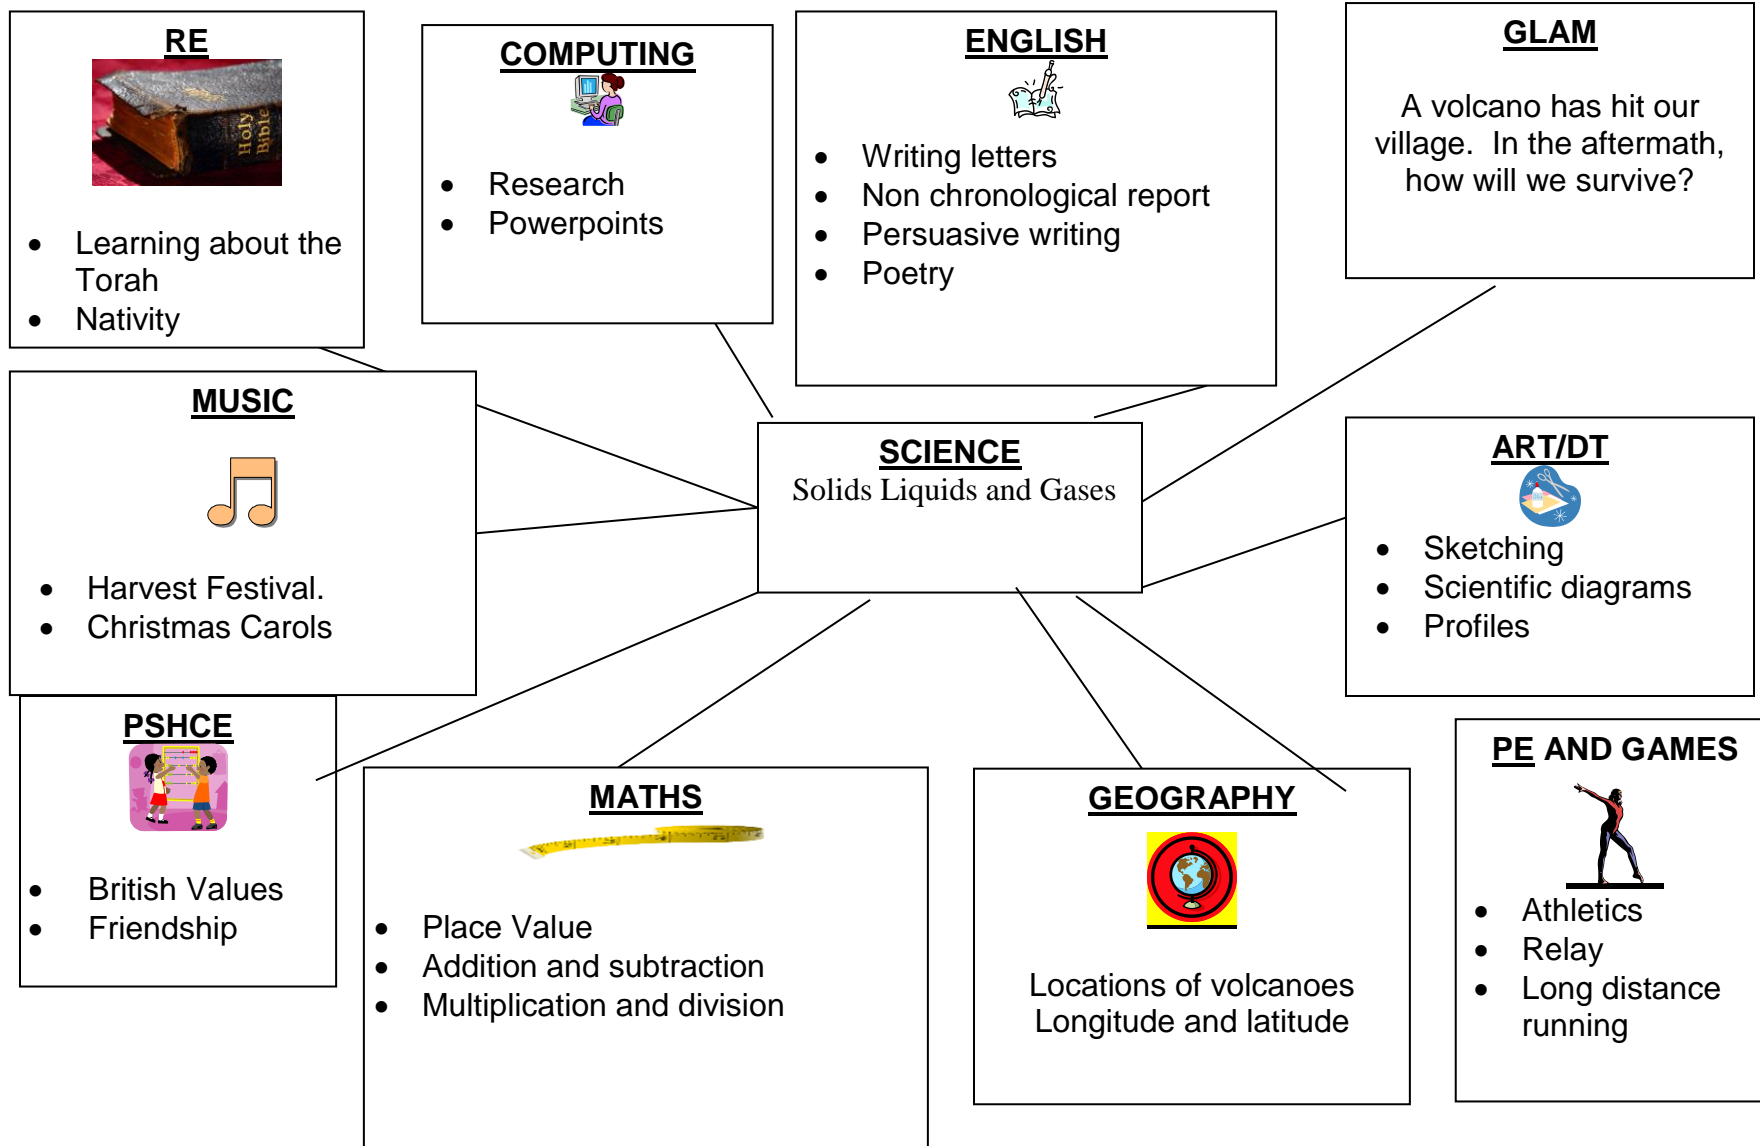 RE
Holy
Bible
Learning about the
Torah
Nativity
COMPUTING
Research
Powerpoints
ENGLISH
Writing letters
Non chronological report
Persuasive writing
Poetry
GLAM
A volcano has hit our
village. In the aftermath,
how will we survive?
MUSIC
Harvest Festival.
Christmas Carols
SCIENCE
Solids Liquids and Gases
ART/DT
Sketching
Scientific diagrams
Profiles
PSHCE
British Values
Friendship
MATHS
Place Value
Addition and subtraction
Multiplication and division
GEOGRAPHY
Locations of volcanoes
Longitude and latitude
PE AND GAMES
Athletics
Relay
Long distance
running